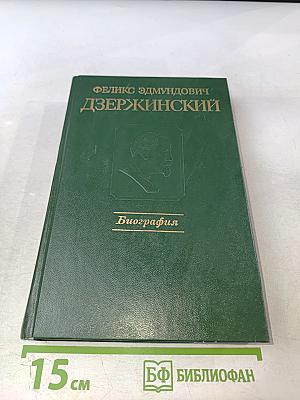 ФЕЛИКС ЭДМУНДОВИЧ
ДЗЕРЖИНСКИЙ
Биография
15 см
БФ БИБЛИОФАН